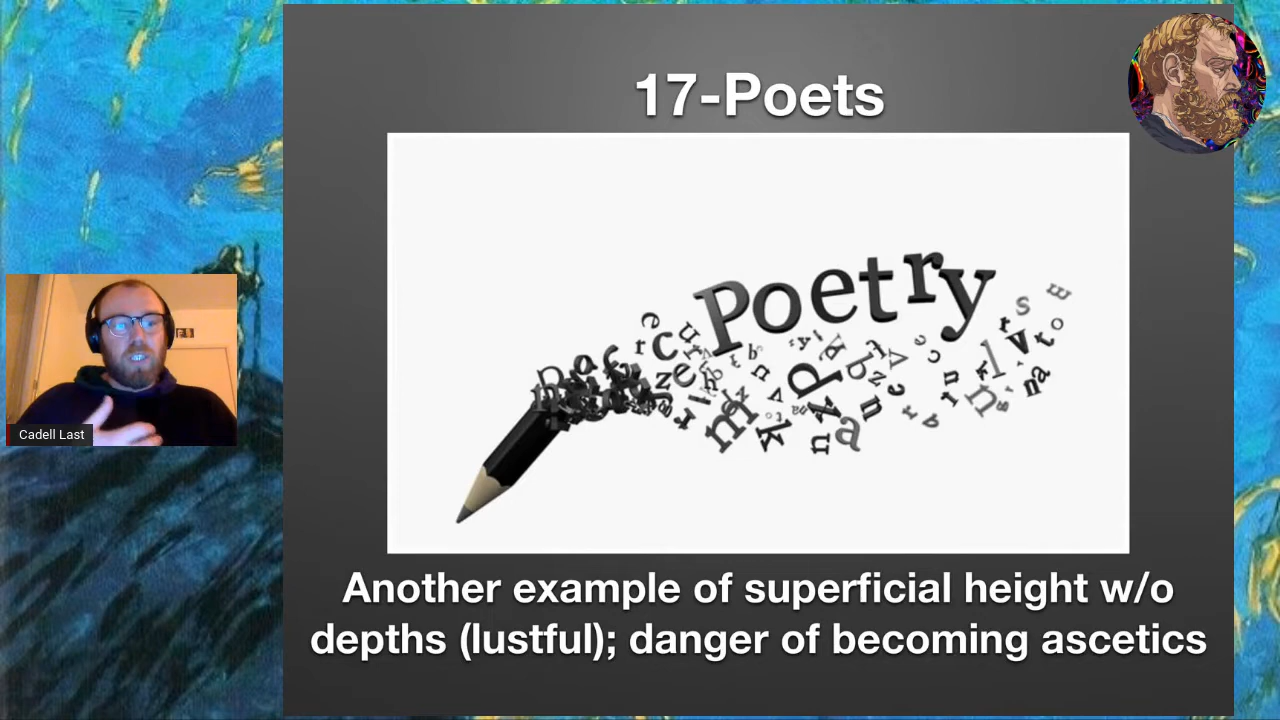 17-Poets
Poetry
Cadell Last
Another example of superficial height w/o
depths (lustful); danger of becoming ascetics